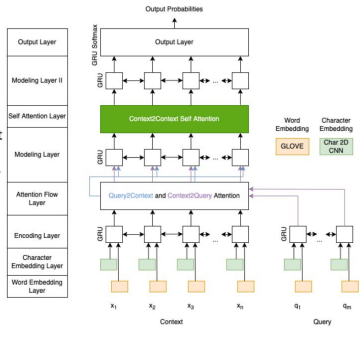 Output Probabilities
Output Layer
GRU Softmax
Output Layer
Modeling Layer II
GRU
...
Self Attention Layer
Context2Context Self Attention
Word
Embedding
Character
Embedding
GLOVE
Char 2D
CNN
Modeling Layer
GRU
...
Attention Flow
Layer
Query2Context and Context2Query Attention
Encoding Layer
GRU
...
GRU
...
Character
Embedding Layer
Word Embedding
Layer
x1
x2
x3
xn
q1
qm
Context
Query